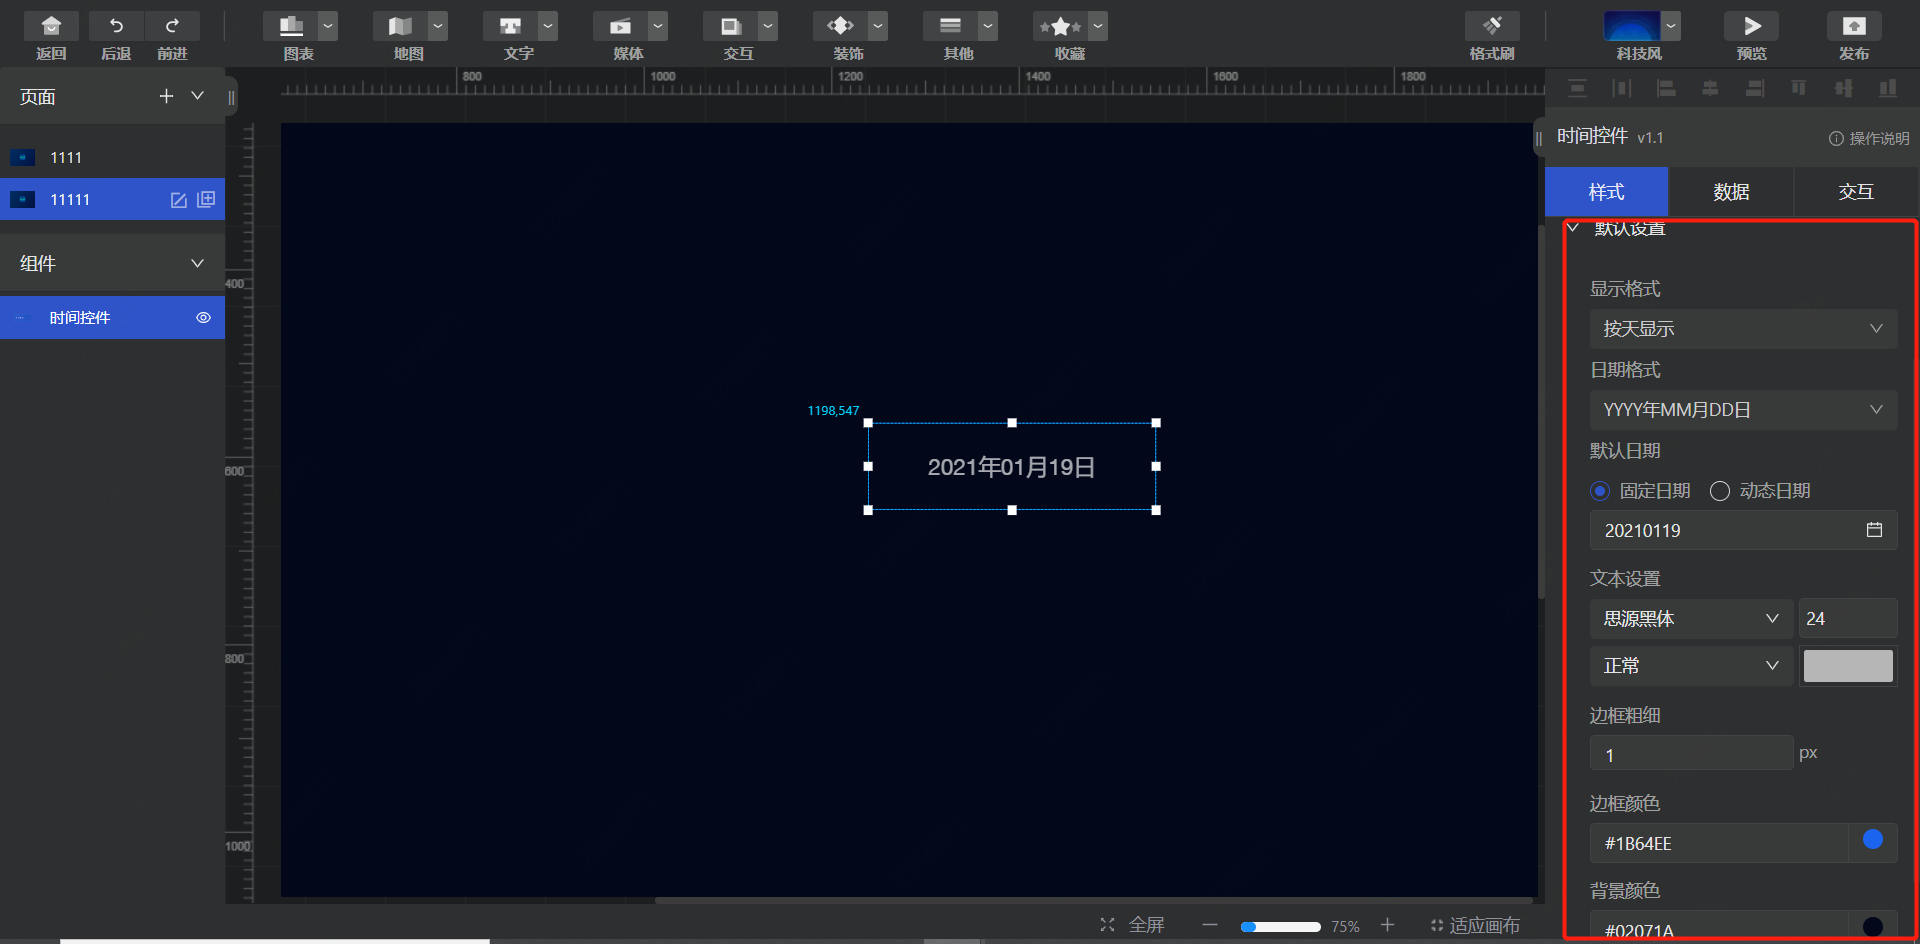 返回 后退 前进 图表 地图 文字 媒体 交互 装饰 其他 收藏 格式刷 科技风 预览 发布
800 1000 1200 1400 1600 1800
页面
1111
11111
组件
时间控件
400
600
800
1000
1198,547
2021年01月19日
全屏 75% 适应画布
时间控件 v1.1 操作说明
样式 数据 交互
默认设置
显示格式
按天显示
日期格式
YYYY年MM月DD日
默认日期
固定日期 动态日期
20210119
文本设置
思源黑体 24
正常
边框粗细
1 px
边框颜色
#1B64EE
背景颜色
#02071A